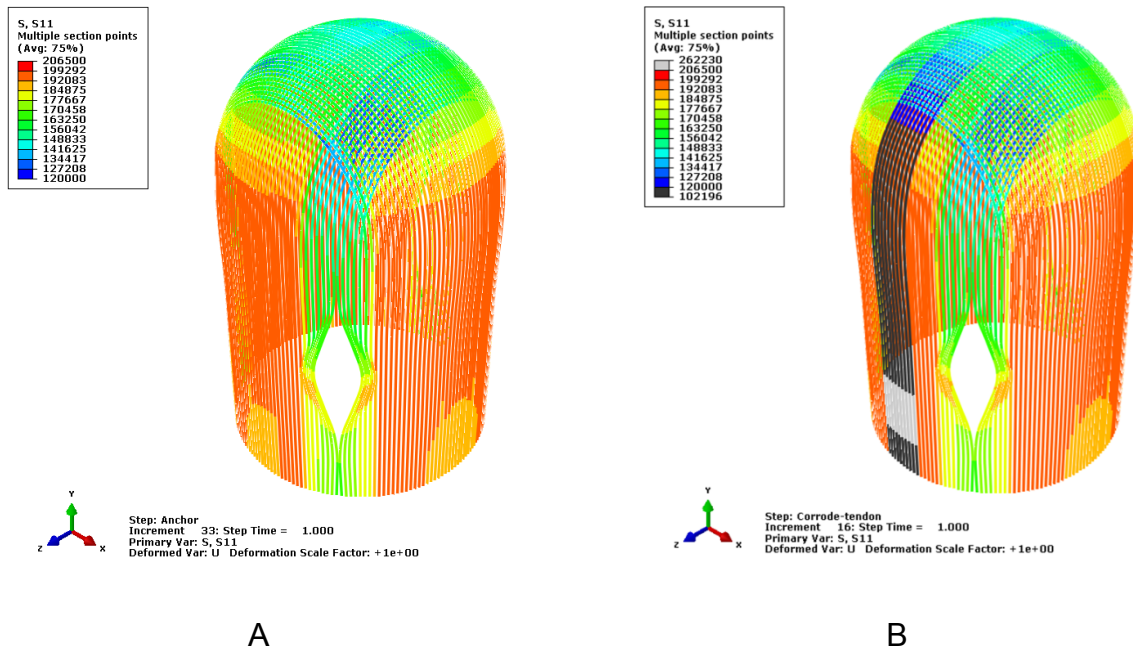 S, S11
Multiple section points
(Avg: 75%)
206500
199292
192083
184875
177667
170458
163250
156042
148833
141625
134417
127208
120000
Y
Z
X
Step: Anchor
Increment 33: Step Time = 1.000
Primary Var: S, S11
Deformed Var: U Deformation Scale Factor: +1e+00
A
S, S11
Multiple section points
(Avg: 75%)
262230
206500
199292
192083
184875
177667
170458
163250
156042
148833
141625
134417
127208
120000
102196
Y
Z
X
Step: Corrode-tendon
Increment 16: Step Time = 1.000
Primary Var: S, S11
Deformed Var: U Deformation Scale Factor: +1e+00
B